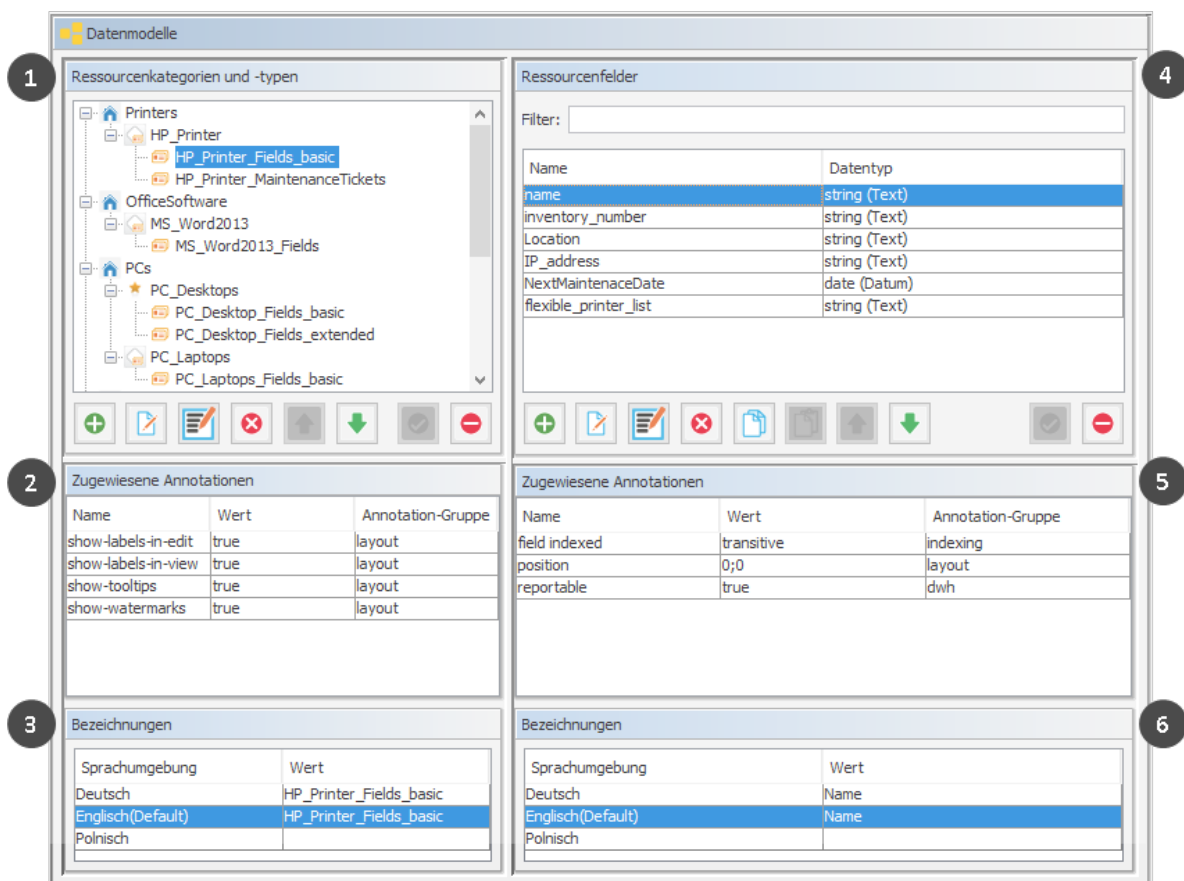 Datenmodelle
1
Ressourcenkategorien und -typen
Printers
HP_Printer
HP_Printer_Fields_basic
HP_Printer_MaintenanceTickets
OfficeSoftware
MS_Word2013
MS_Word2013_Fields
PCs
PC_Desktops
PC_Desktop_Fields_basic
PC_Desktop_Fields_extended
PC_Laptops
PC_Laptops_Fields_basic
2
Zugewiesene Annotationen
Name Wert Annotation-Gruppe
show-labels-in-edit true layout
show-labels-in-view true layout
show-tooltips true layout
show-watermarks true layout
3
Bezeichnungen
Sprachumgebung Wert
Deutsch HP_Printer_Fields_basic
Englisch(Default) HP_Printer_Fields_basic
Polnisch
4
Ressourcenfelder
Filter:
Name Datentyp
name string (Text)
inventory_number string (Text)
Location string (Text)
IP_address string (Text)
NextMaintenaceDate date (Datum)
flexible_printer_list string (Text)
5
Zugewiesene Annotationen
Name Wert Annotation-Gruppe
field indexed transitive indexing
position 0;0 layout
reportable true dwh
6
Bezeichnungen
Sprachumgebung Wert
Deutsch Name
Englisch(Default) Name
Polnisch